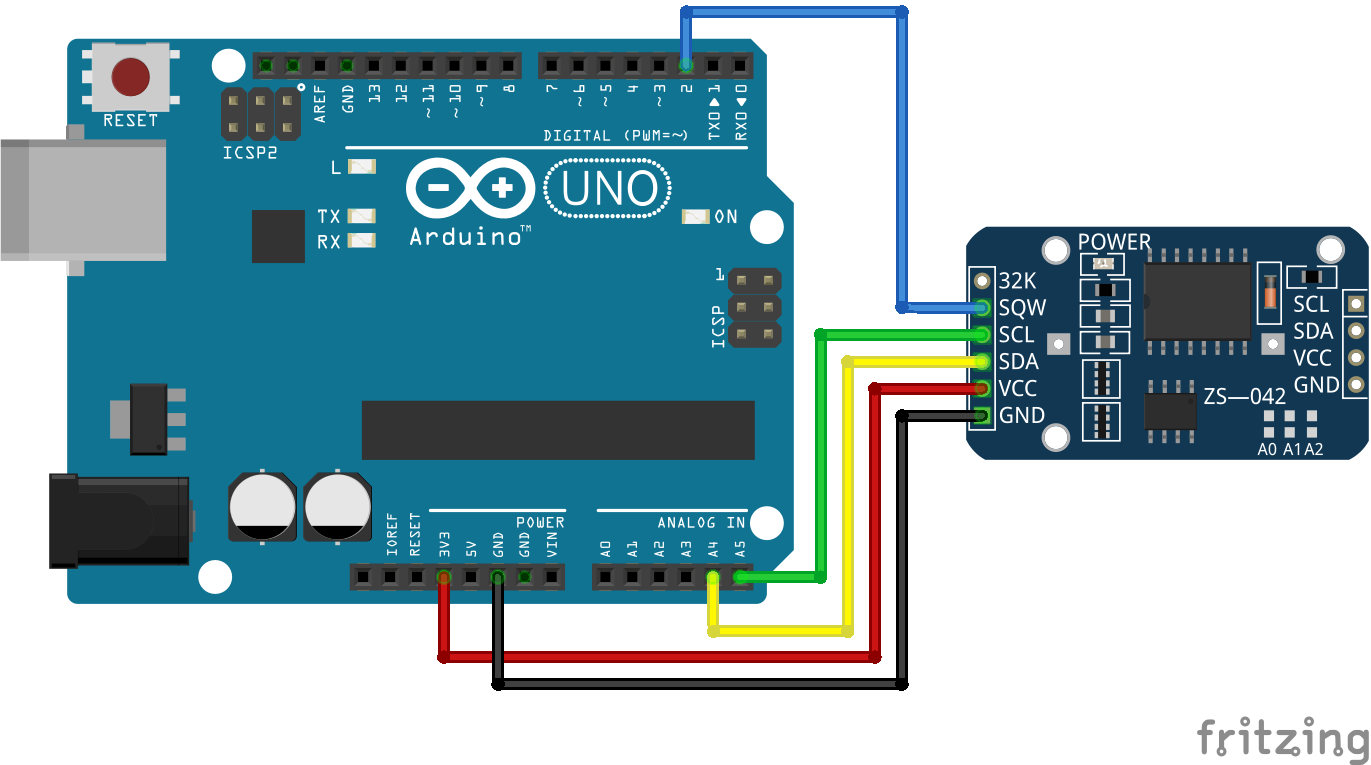 RESET
ICSP2
AREF
GND
13
12
~11
~10
~9
8
7
~6
~5
4
~3
2
TX0▶1
RX0◀0
DIGITAL (PWM=~)
L
TX
RX
Arduino™
UNO
ON
1
ICSP
IOREF
RESET
3V3
5V
GND
GND
VIN
POWER
ANALOG IN
A0
A1
A2
A3
A4
A5
POWER
32K
SQW
SCL
SDA
VCC
GND
SCL
SDA
VCC
GND
ZS—042
A0 A1 A2
fritzing